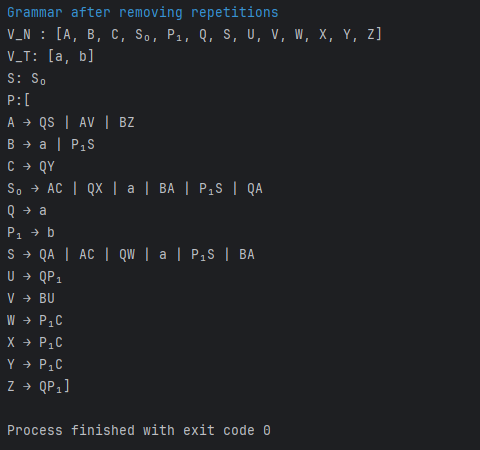 Grammar after removing repetitions
V_N : [A, B, C, S₀, P₁, Q, S, U, V, W, X, Y, Z]
V_T: [a, b]
S: S₀
P:[
A → QS | AV | BZ
B → a | P₁S
C → QY
S₀ → AC | QX | a | BA | P₁S | QA
Q → a
P₁ → b
S → QA | AC | QW | a | P₁S | BA
U → QP₁
V → BU
W → P₁C
X → P₁C
Y → P₁C
Z → QP₁]
Process finished with exit code 0